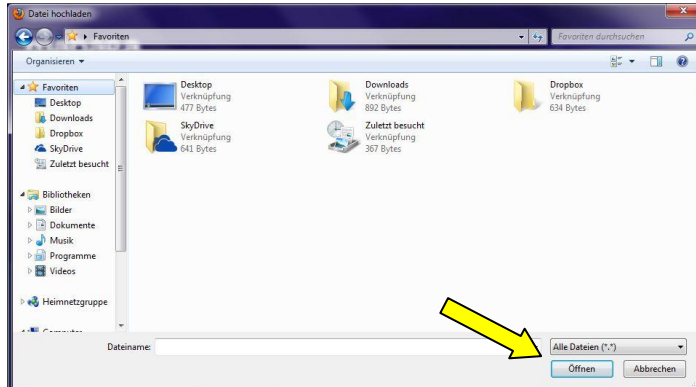 Datei hochladen
Favoriten
Favoriten durchsuchen
Organisieren
Favoriten
Desktop
Downloads
Dropbox
SkyDrive
Zuletzt besucht
Bibliotheken
Bilder
Dokumente
Musik
Programme
Videos
Heimnetzgruppe
Computer
Desktop
Verknüpfung
477 Bytes
Downloads
Verknüpfung
892 Bytes
Dropbox
Verknüpfung
634 Bytes
SkyDrive
Verknüpfung
641 Bytes
Zuletzt besucht
Verknüpfung
367 Bytes
Dateiname:
Alle Dateien (*.*)
Öffnen
Abbrechen